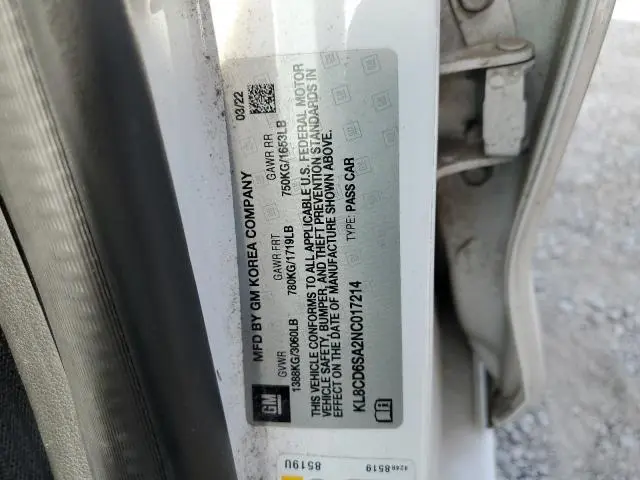 MFD BY GM KOREA COMPANY 03/22
GVWR GAWR FRT GAWR RR
1388KG/3060LB 780KG/1719LB 750KG/1653LB
THIS VEHICLE CONFORMS TO ALL APPLICABLE U.S. FEDERAL MOTOR
VEHICLE SAFETY, BUMPER, AND THEFT PREVENTION STANDARDS IN
EFFECT ON THE DATE OF MANUFACTURE SHOWN ABOVE.
KL8CD6SA2NC017214 TYPE: PASS CAR
GM
8519U
8519